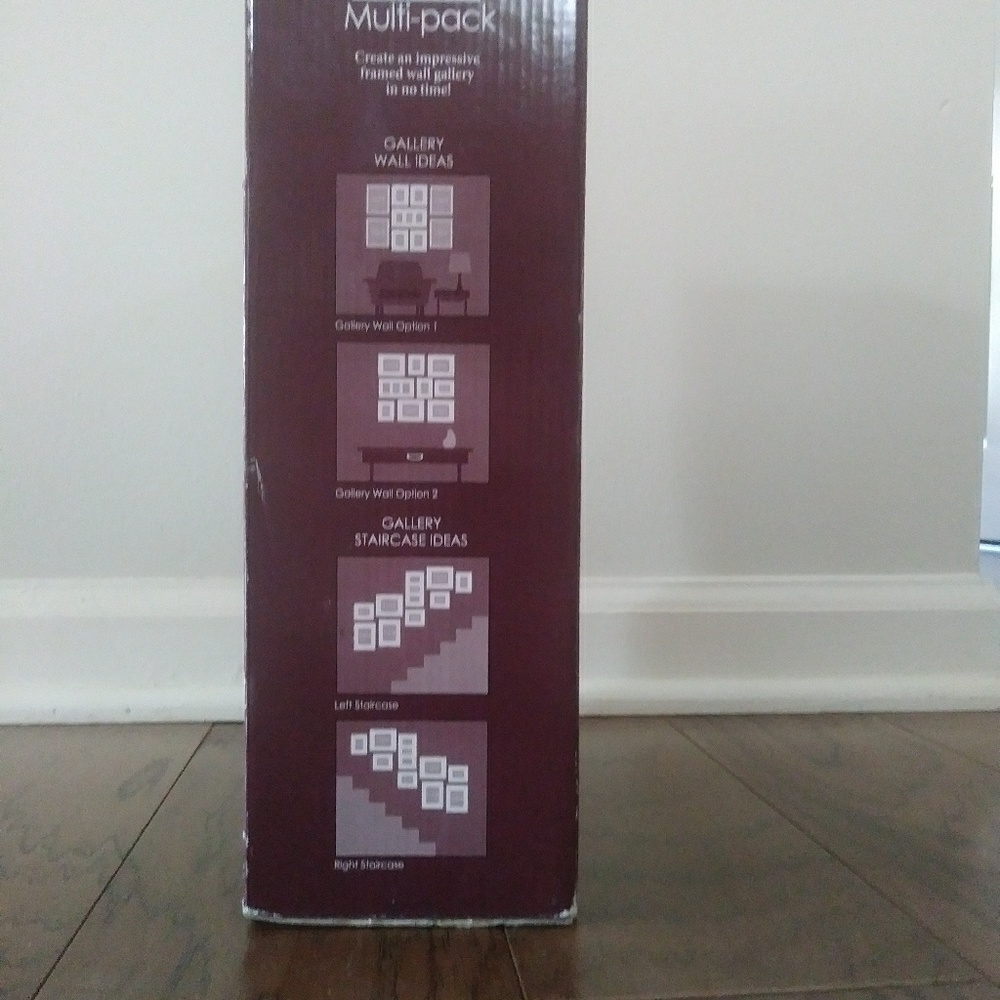 Multi-pack
Create an impressive
framed wall gallery
in no time!
GALLERY
WALL IDEAS
Gallery Wall Option 1
Gallery Wall Option 2
GALLERY
STAIRCASE IDEAS
Left Staircase
Right Staircase